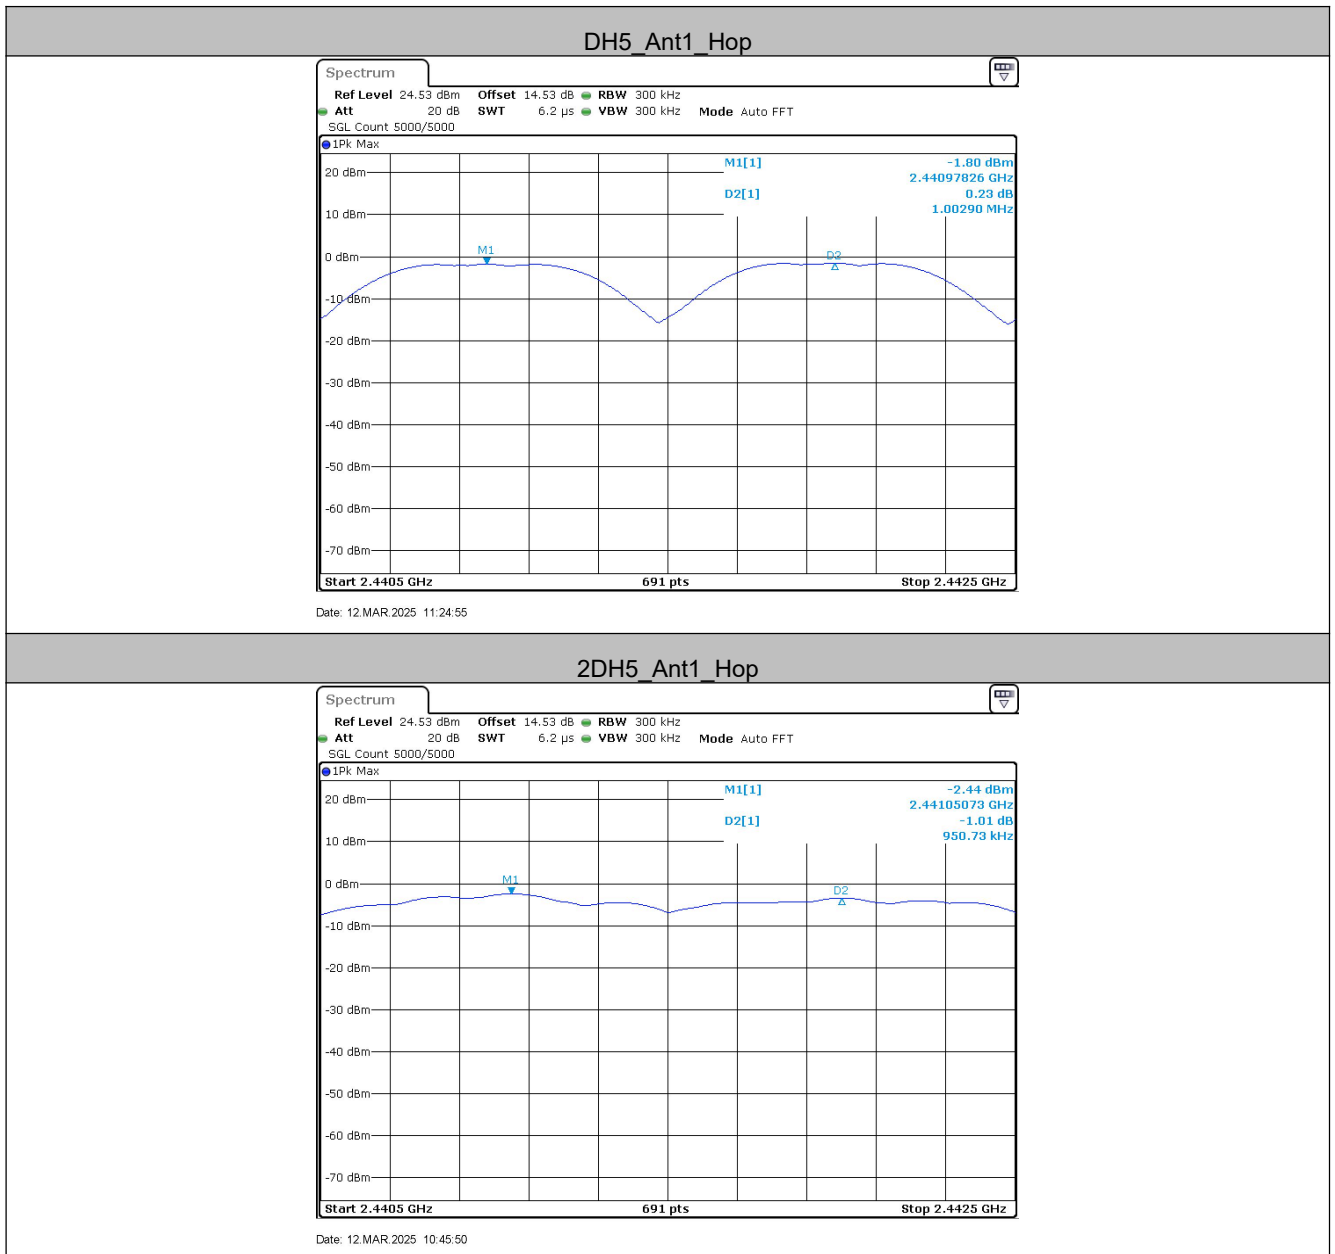 DH5_Ant1_Hop
Spectrum
Ref Level 24.53 dBm Offset 14.53 dB RBW 300 kHz
Att 20 dB SWT 6.2 µs VBW 300 kHz Mode Auto FFT
SGL Count 5000/5000
1Pk Max
M1[1] -1.80 dBm
2.44097826 GHz
D2[1] 0.23 dB
1.00290 MHz
20 dBm
10 dBm
M1
D2
0 dBm
-10 dBm
-20 dBm
-30 dBm
-40 dBm
-50 dBm
-60 dBm
-70 dBm
Start 2.4405 GHz 691 pts Stop 2.4425 GHz
Date: 12.MAR.2025 11:24:55
2DH5_Ant1_Hop
Spectrum
Ref Level 24.53 dBm Offset 14.53 dB RBW 300 kHz
Att 20 dB SWT 6.2 µs VBW 300 kHz Mode Auto FFT
SGL Count 5000/5000
1Pk Max
M1[1] -2.44 dBm
2.44105073 GHz
D2[1] -1.01 dB
950.73 kHz
20 dBm
10 dBm
0 dBm
M1
D2
-10 dBm
-20 dBm
-30 dBm
-40 dBm
-50 dBm
-60 dBm
-70 dBm
Start 2.4405 GHz 691 pts Stop 2.4425 GHz
Date: 12.MAR.2025 10:45:50